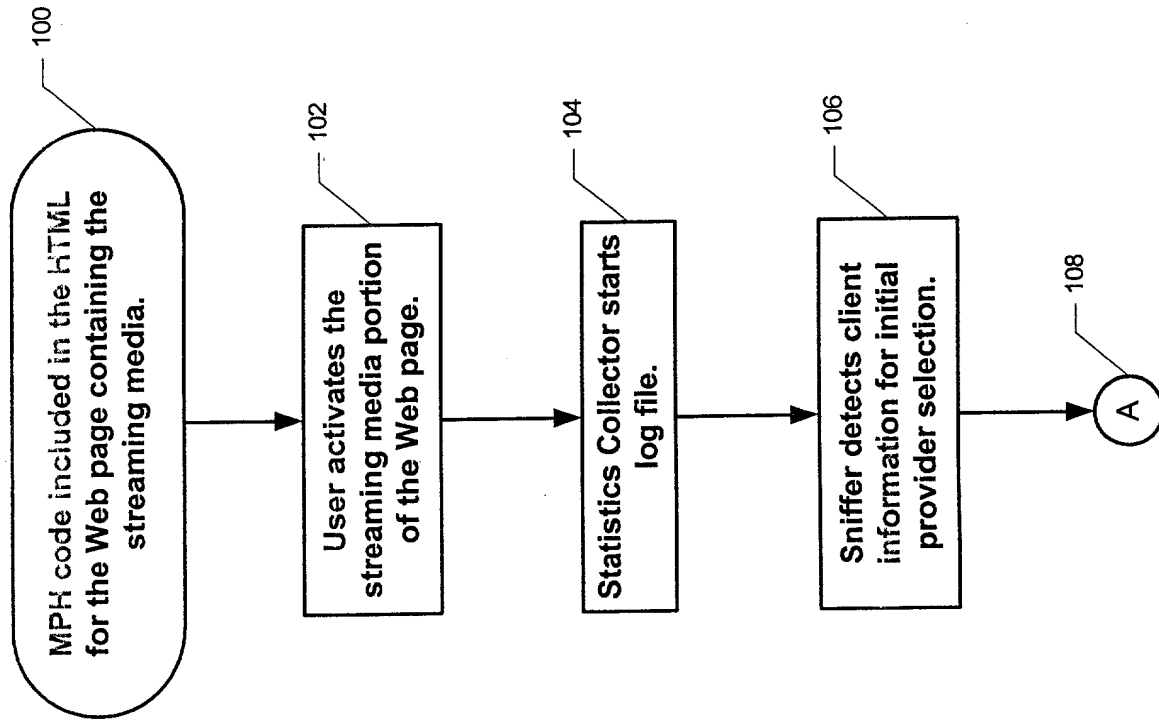 100
MPH code included in the HTML
for the Web page containing the
streaming media.
102
User activates the
streaming media portion
of the Web page.
104
Statistics Collector starts
log file.
106
Sniffer detects client
information for initial
provider selection.
108
A